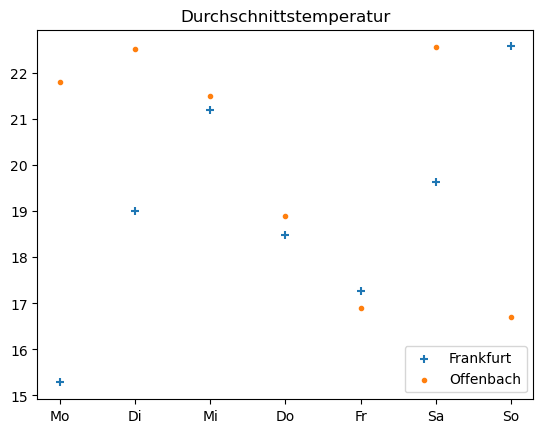 Durchschnittstemperatur
22
21
20
19
18
17
16
15
Mo Di Mi Do Fr Sa So
Frankfurt
Offenbach